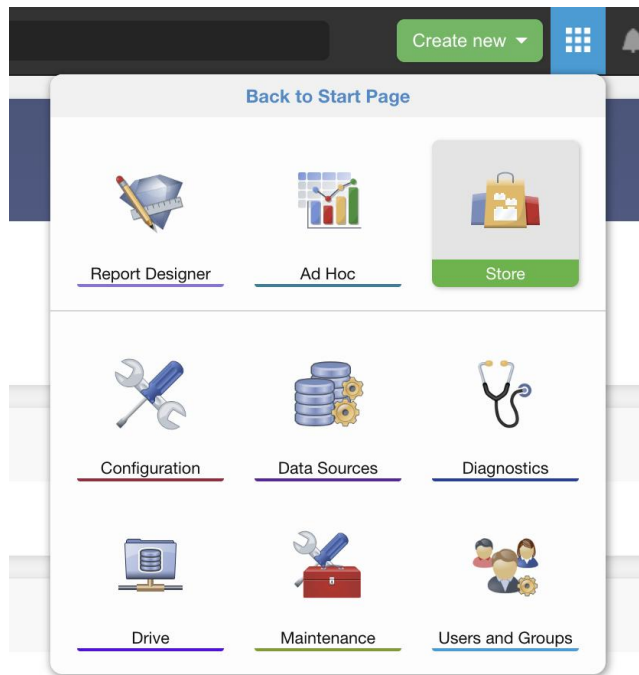 Create new
Back to Start Page
Report Designer
Ad Hoc
Store
Configuration
Data Sources
Diagnostics
Drive
Maintenance
Users and Groups